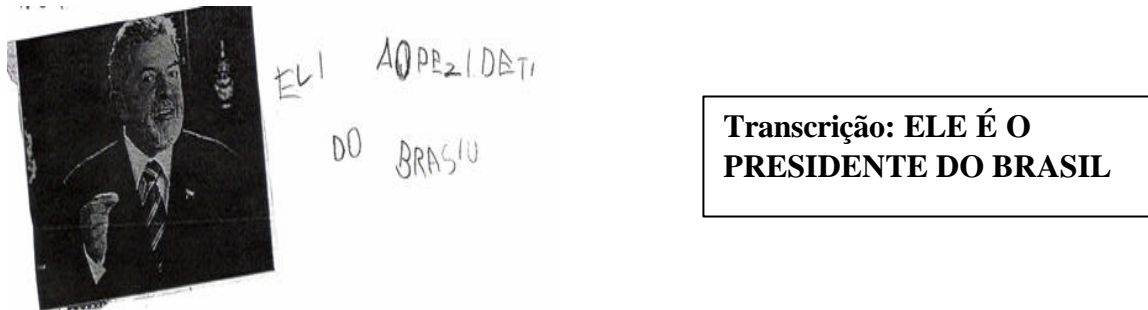 ELI AOPEZIDETI
DO BRASIU
Transcrição: ELE É O
PRESIDENTE DO BRASIL